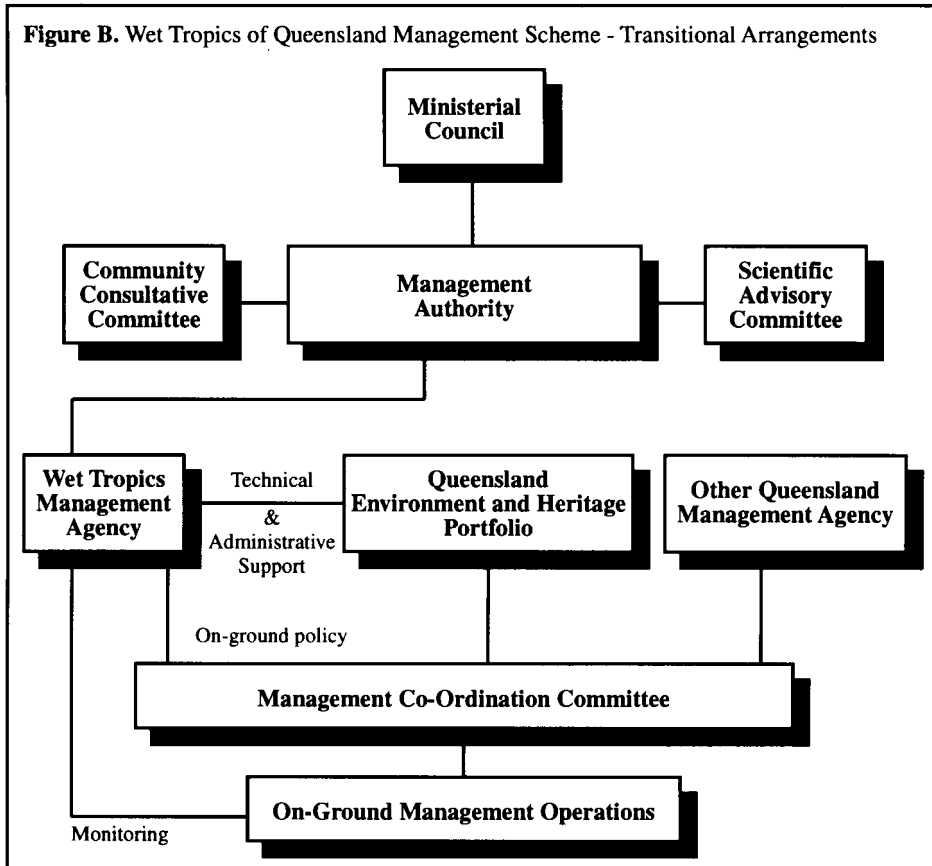 Figure B. Wet Tropics of Queensland Management Scheme - Transitional Arrangements
Ministerial
Council
Community
Consultative
Committee
Management
Authority
Scientific
Advisory
Committee
Wet Tropics
Management
Agency
Technical
&
Administrative
Support
Queensland
Environment and Heritage
Portfolio
Other Queensland
Management Agency
On-ground policy
Management Co-Ordination Committee
On-Ground Management Operations
Monitoring